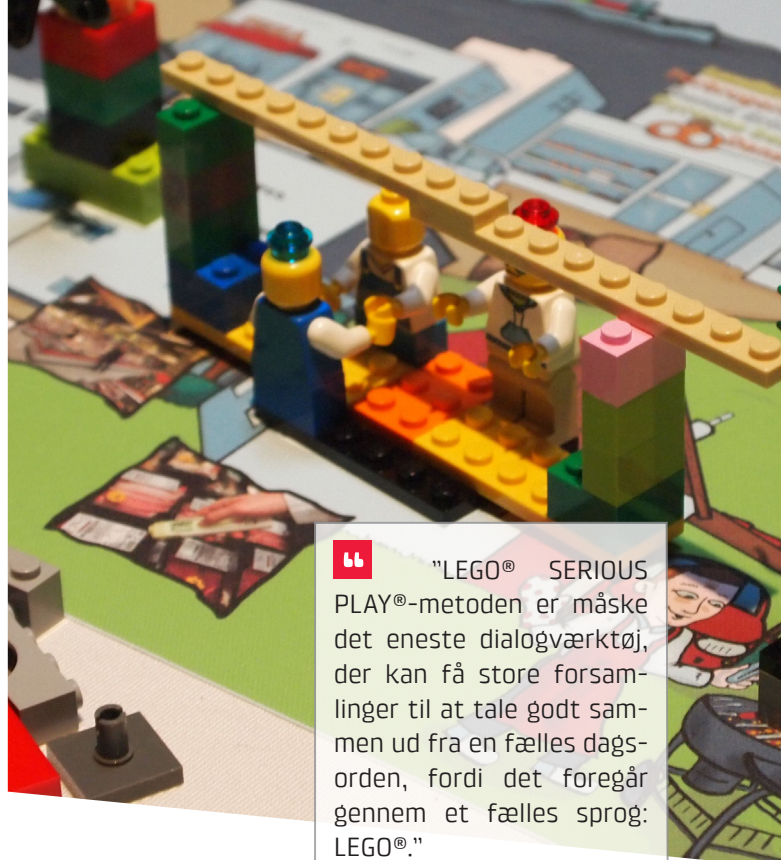 ”LEGO® SERIOUS
PLAY®-metoden er måske
det eneste dialogværktøj,
der kan få store forsam-
linger til at tale godt sam-
men ud fra en fælles dags-
orden, fordi det foregår
gennem et fælles sprog:
LEGO®.”